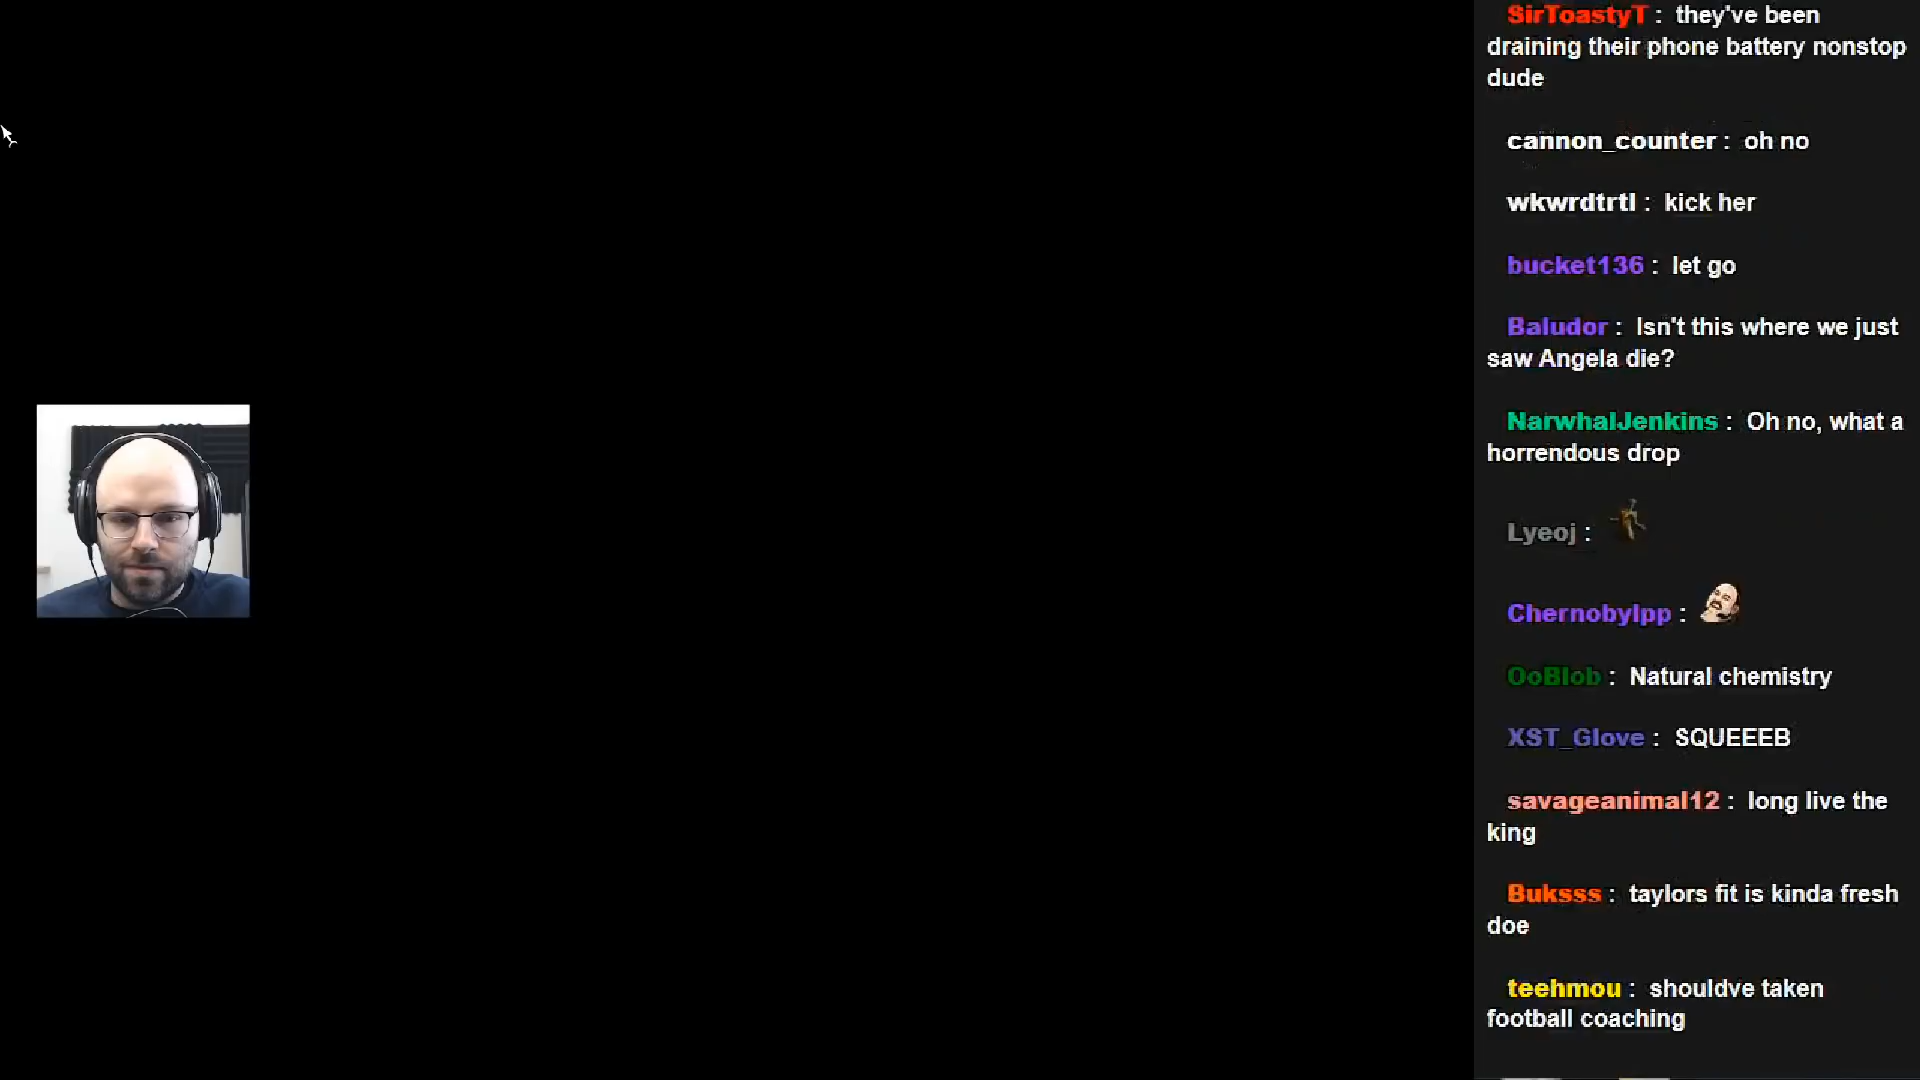 SirToastyT : they've been
draining their phone battery nonstop
dude
cannon_counter : oh no
wkwrdtrtl : kick her
bucket136 : let go
Baludor : Isn't this where we just
saw Angela die?
NarwhalJenkins : Oh no, what a
horrendous drop
Lyeoj :
Chernobylpp :
OoBlob : Natural chemistry
XST_Glove : SQUEEEB
savageanimal12 : long live the
king
Buksss : taylors fit is kinda fresh
doe
teehmou : shouldve taken
football coaching